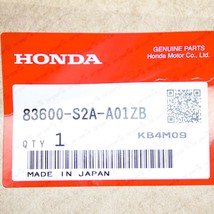 HONDA
GENUINE PARTS
Honda Motor Co., Ltd.
83600-S2A-A01ZB
QTY 1
KB4M09
MADE IN JAPAN